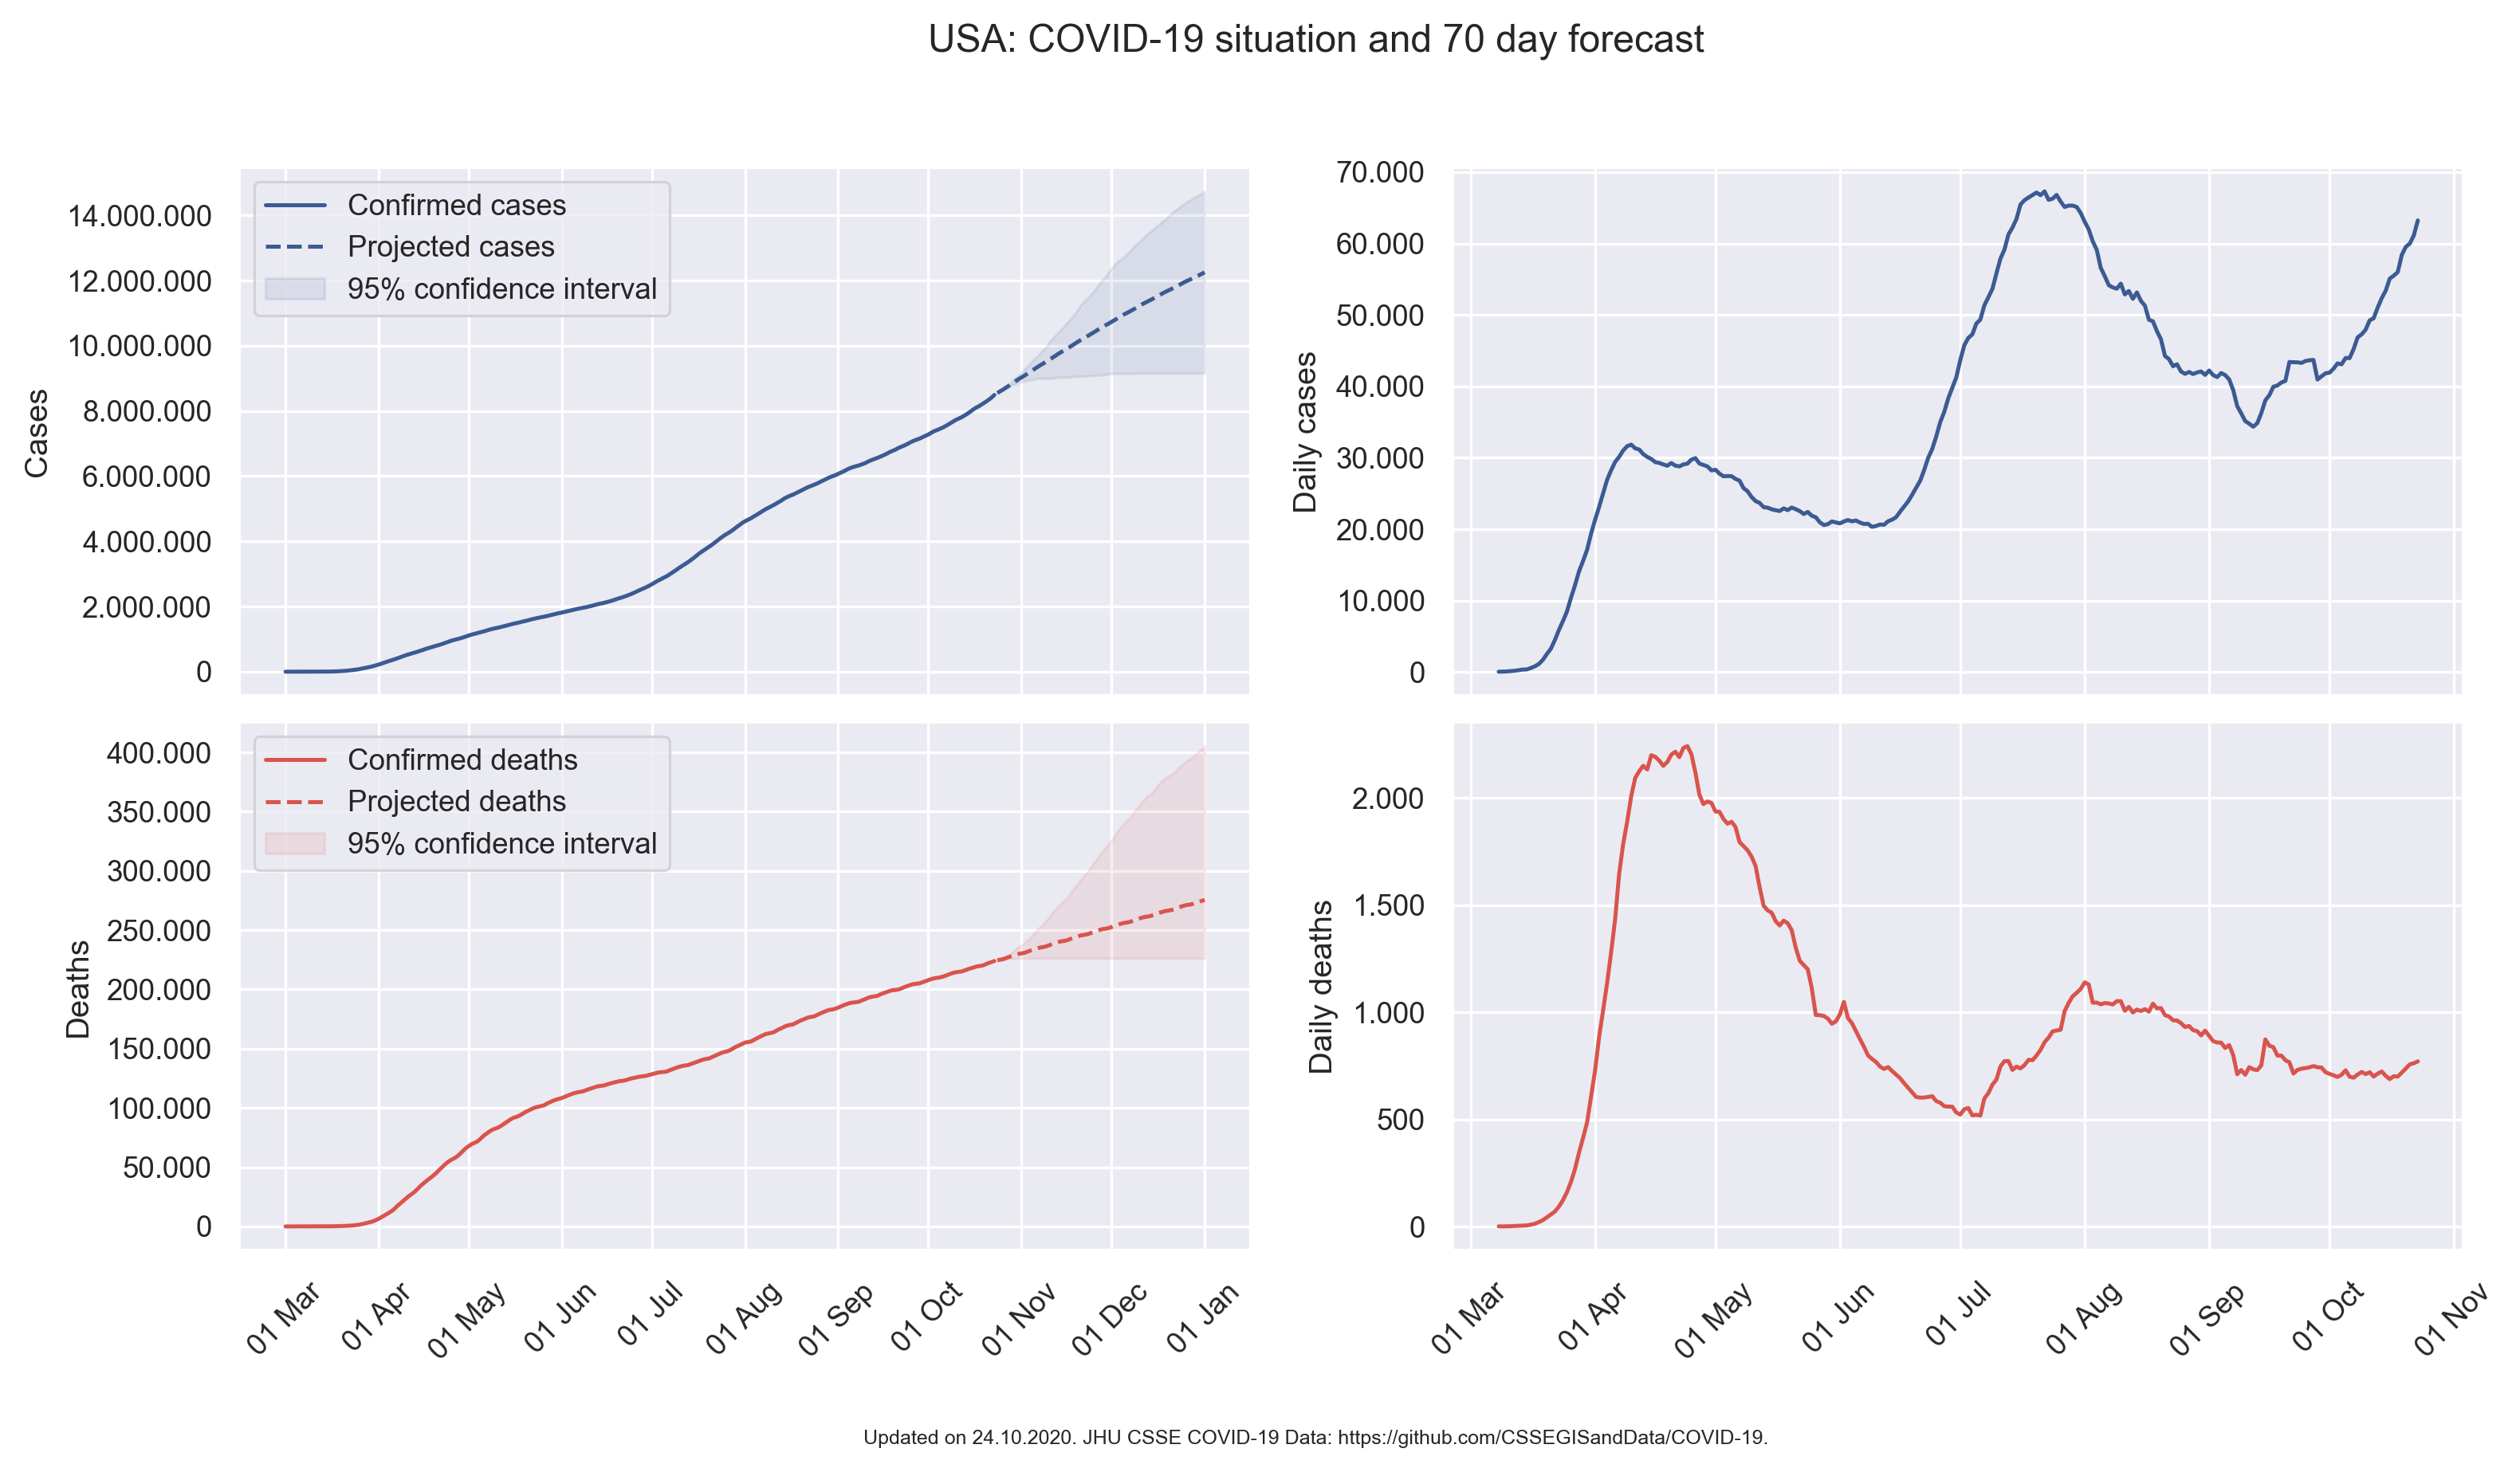 USA: COVID-19 situation and 70 day forecast
Cases
14.000.000
12.000.000
10.000.000
8.000.000
6.000.000
4.000.000
2.000.000
0
Confirmed cases
Projected cases
95% confidence interval
Daily cases
70.000
60.000
50.000
40.000
30.000
20.000
10.000
0
Deaths
400.000
350.000
300.000
250.000
200.000
150.000
100.000
50.000
0
Confirmed deaths
Projected deaths
95% confidence interval
01 Mar
01 Apr
01 May
01 Jun
01 Jul
01 Aug
01 Sep
01 Oct
01 Nov
01 Dec
01 Jan
Daily deaths
2.000
1.500
1.000
500
0
01 Mar
01 Apr
01 May
01 Jun
01 Jul
01 Aug
01 Sep
01 Oct
01 Nov
Updated on 24.10.2020. JHU CSSE COVID-19 Data: https://github.com/CSSEGISandData/COVID-19.